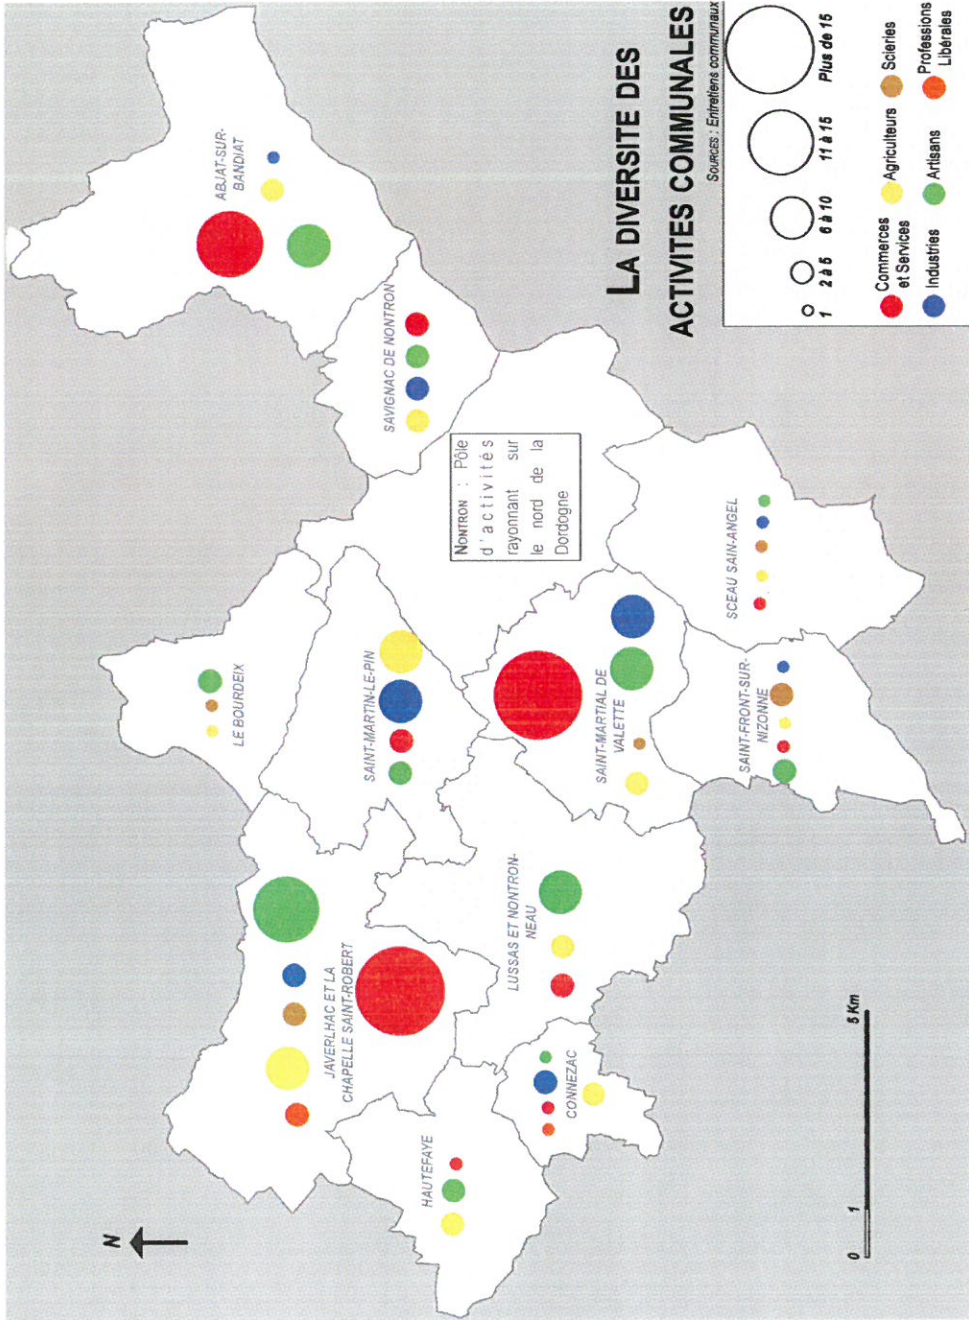 N
ABJAT-SUR-
BANDIAT
SAVIGNAC DE NONTRON
LE BOURDEIX
SAINT-MARTIN-LE-PIN
JAVERLHAC ET LA
CHAPELLE SAINT-ROBERT
HAUTEFAYE
CONNEZAC
LUSSAS ET NONTRON-
NEAU
SAINT-MARTIAL DE
VALETTE
NONTRON : Pôle
d'activités
rayonnant sur
le nord de la
Dordogne
SAINT-FRONT-SUR-
NIZONNE
SCEAU SAIN-ANGEL
0 1 5 Km
LA DIVERSITE DES
ACTIVITES COMMUNALES
SOURCES : Entretiens communaux
1 2 à 5 6 à 10 11 à 15 Plus de 15
Commerces
et Services
Agriculteurs
Scieries
Industries
Artisans
Professions
Libérales